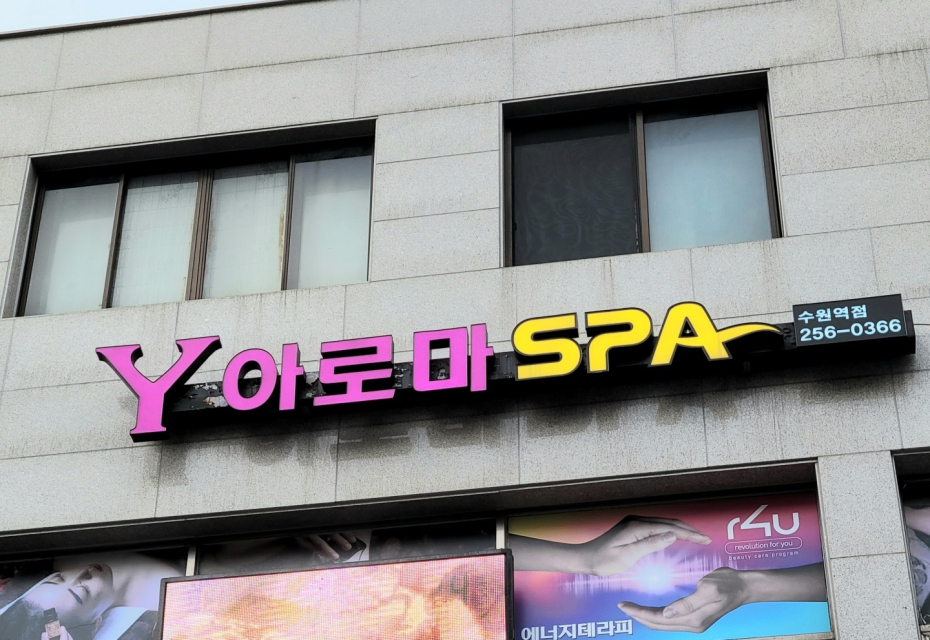 Y아로마SPA
수원역점
256-0366
r4u
revolution for you
Beauty care program
에너지테라피